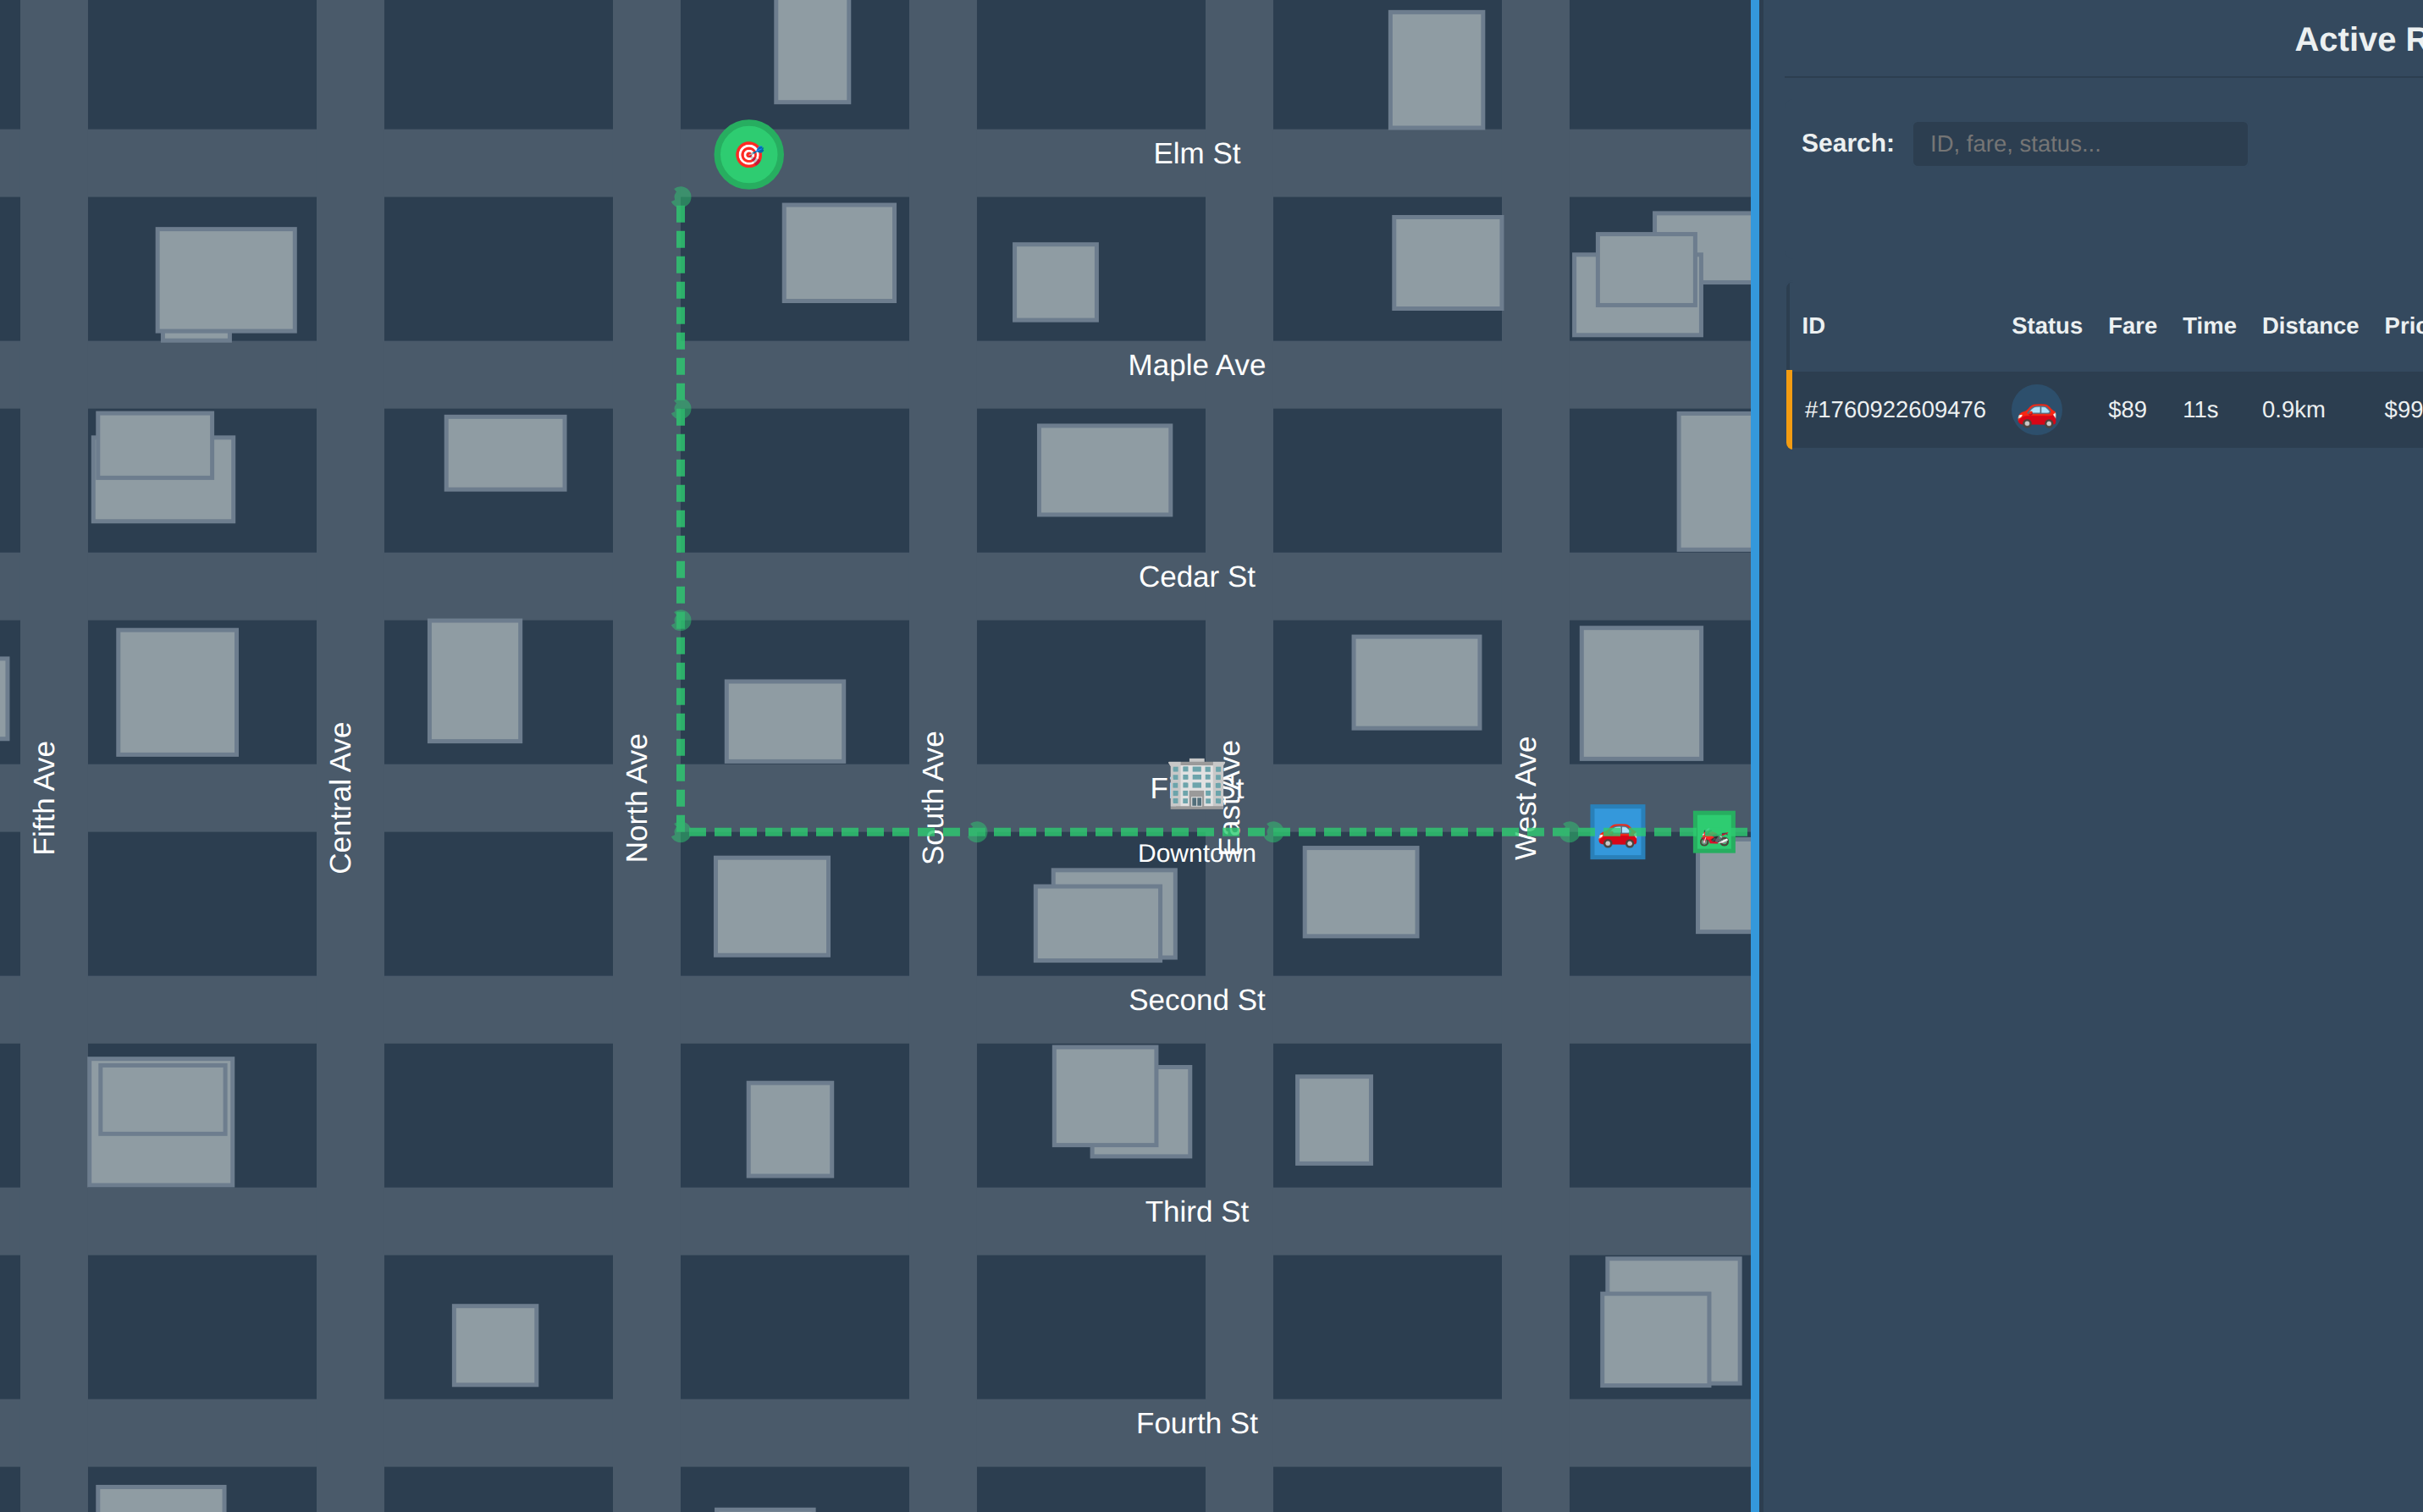 Active R
Elm St
Search:
ID, fare, status...
ID
Status
Fare
Time
Distance
Maple Ave
#1760922609476
$89
11s
0.9km
$99
Cedar St
Fifth Ave
Central Ave
North Ave
South Ave
East Ave
West Ave
Downtown
Second St
Third St
Fourth St